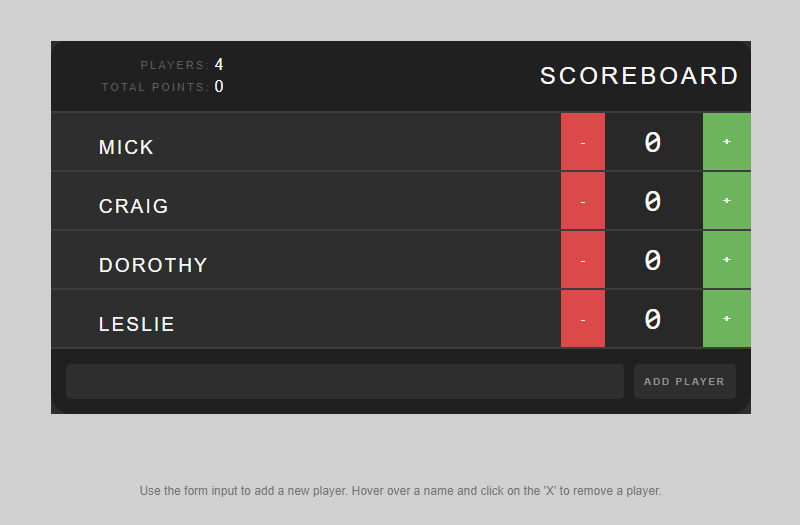 PLAYERS: 4
TOTAL POINTS: 0
SCOREBOARD
MICK - 0 +
CRAIG - 0 +
DOROTHY - 0 +
LESLIE - 0 +
ADD PLAYER
Use the form input to add a new player. Hover over a name and click on the 'X' to remove a player.